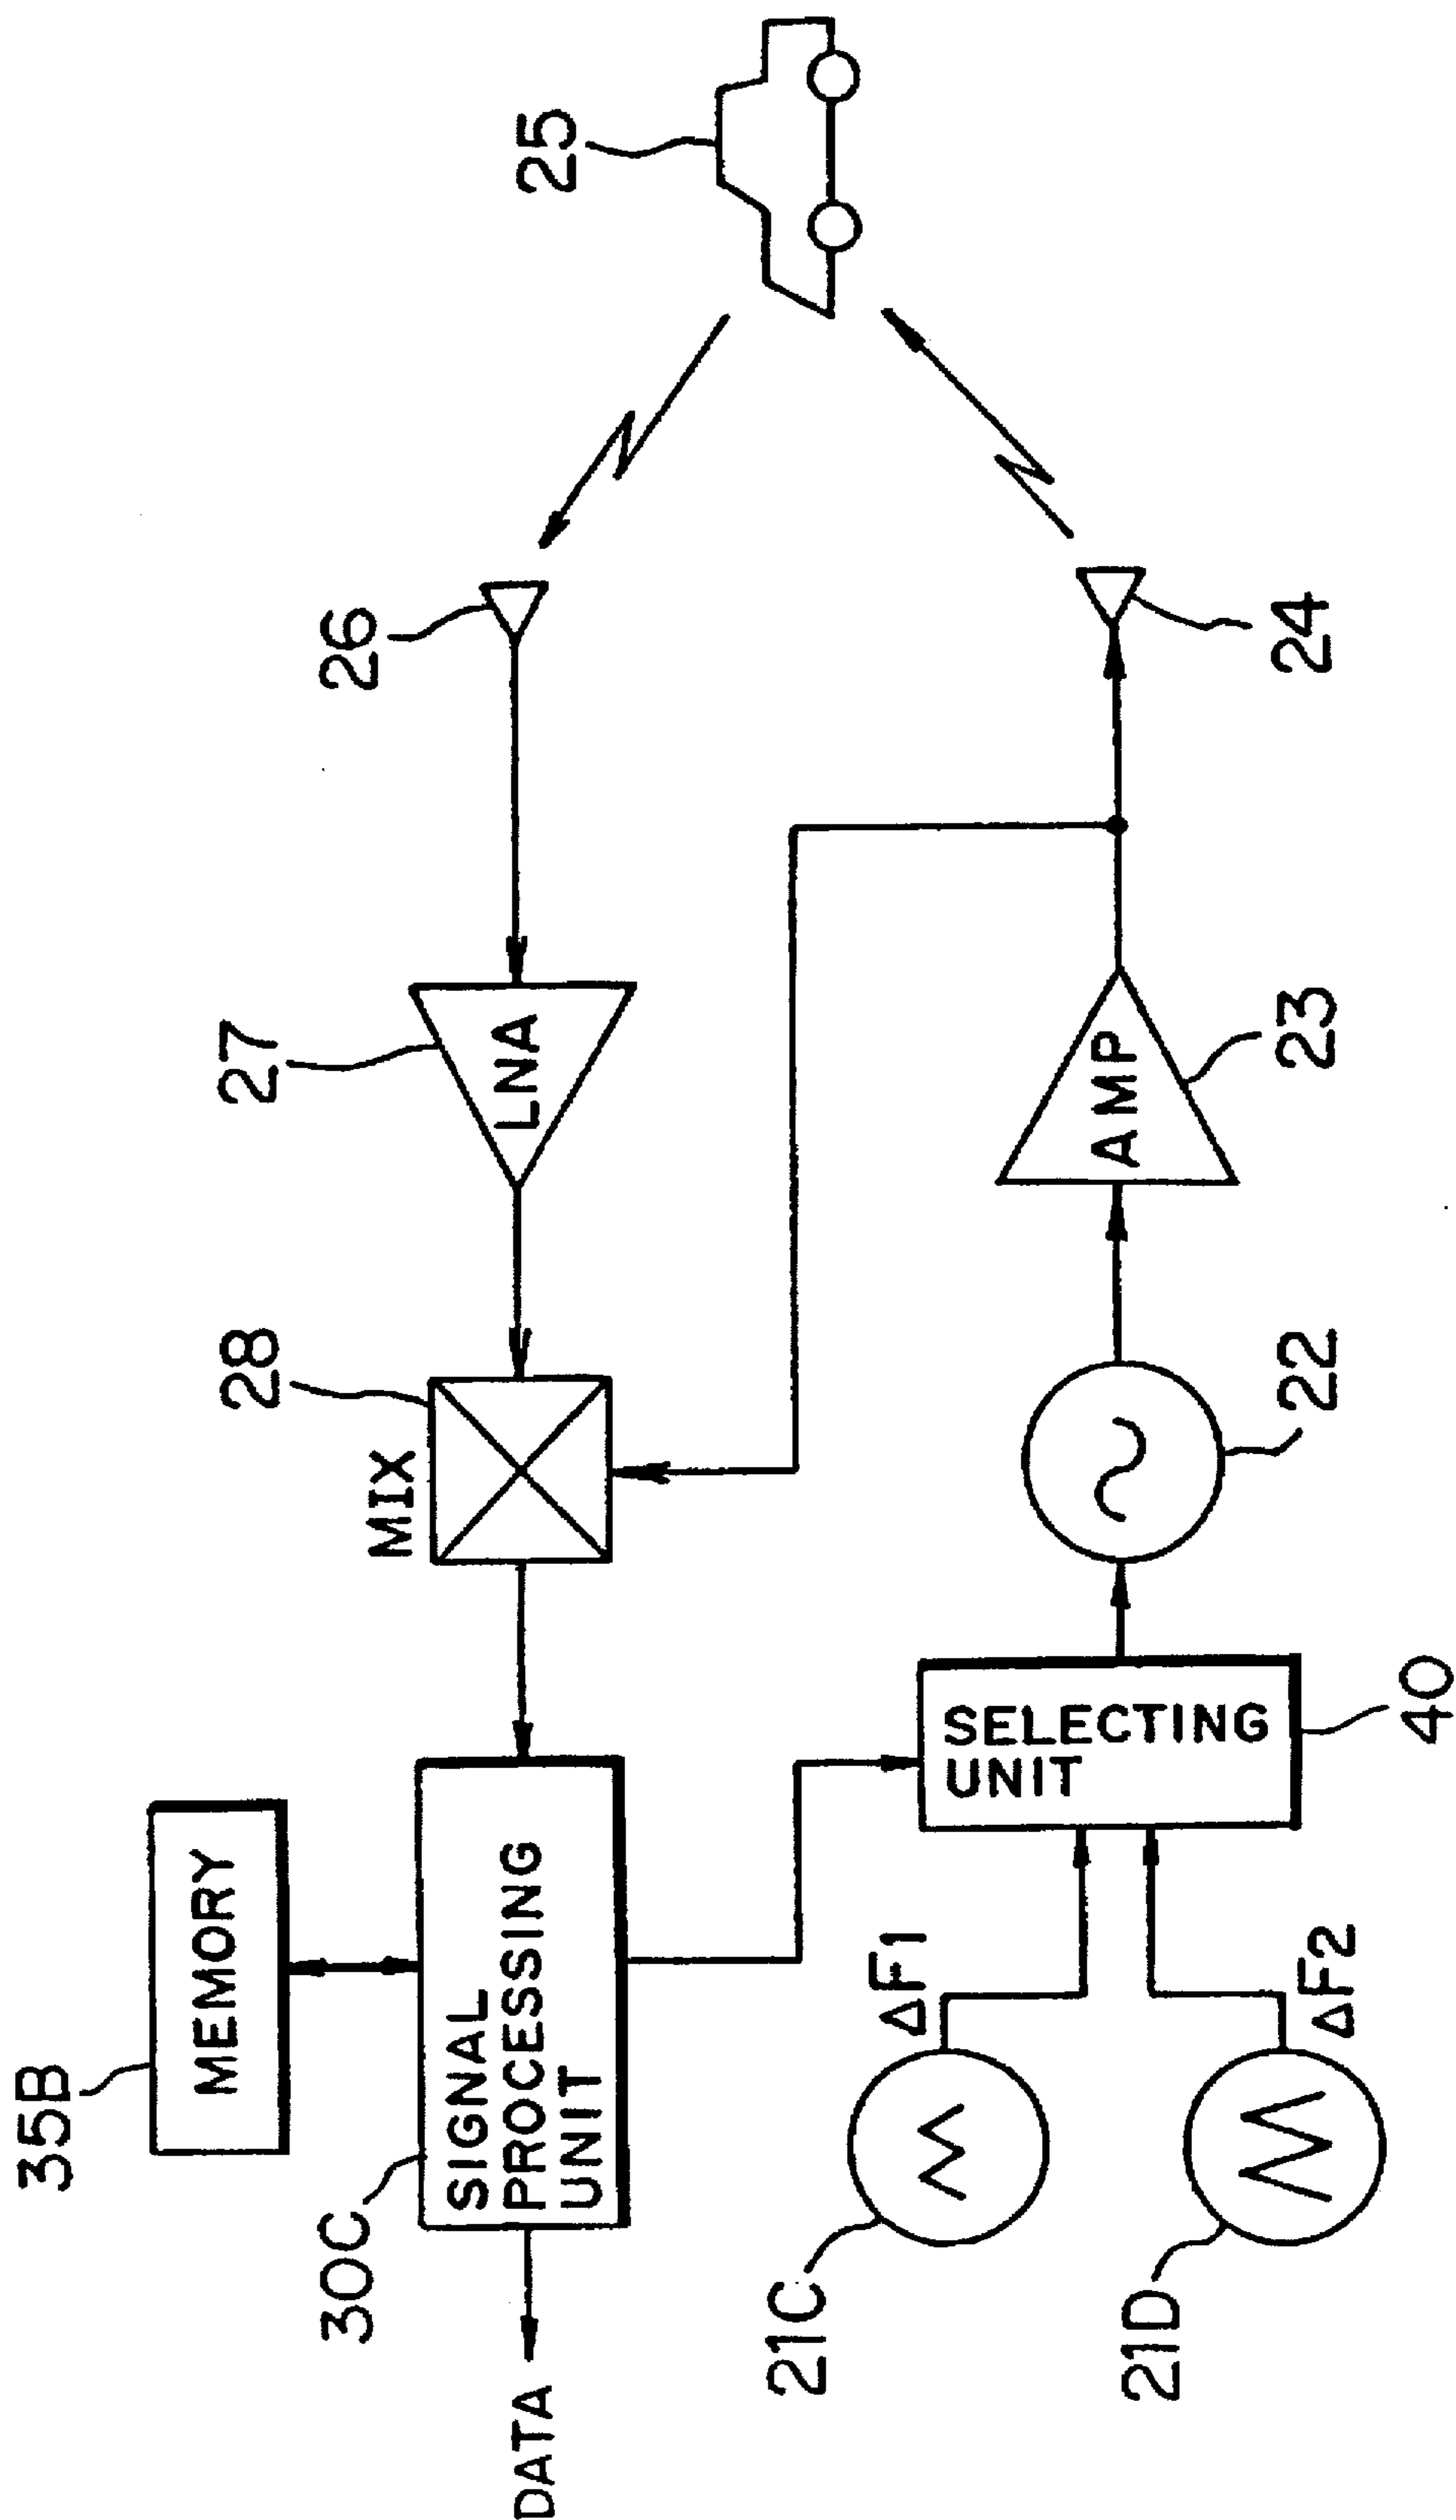 35B
MEMORY
30C
SIGNAL
PROCESSING
UNIT
DATA
MIX
28
27
LNA
26
25
21C
ΔF1
21D
ΔF2
SELECTING
UNIT
40
22
AMP
23
24